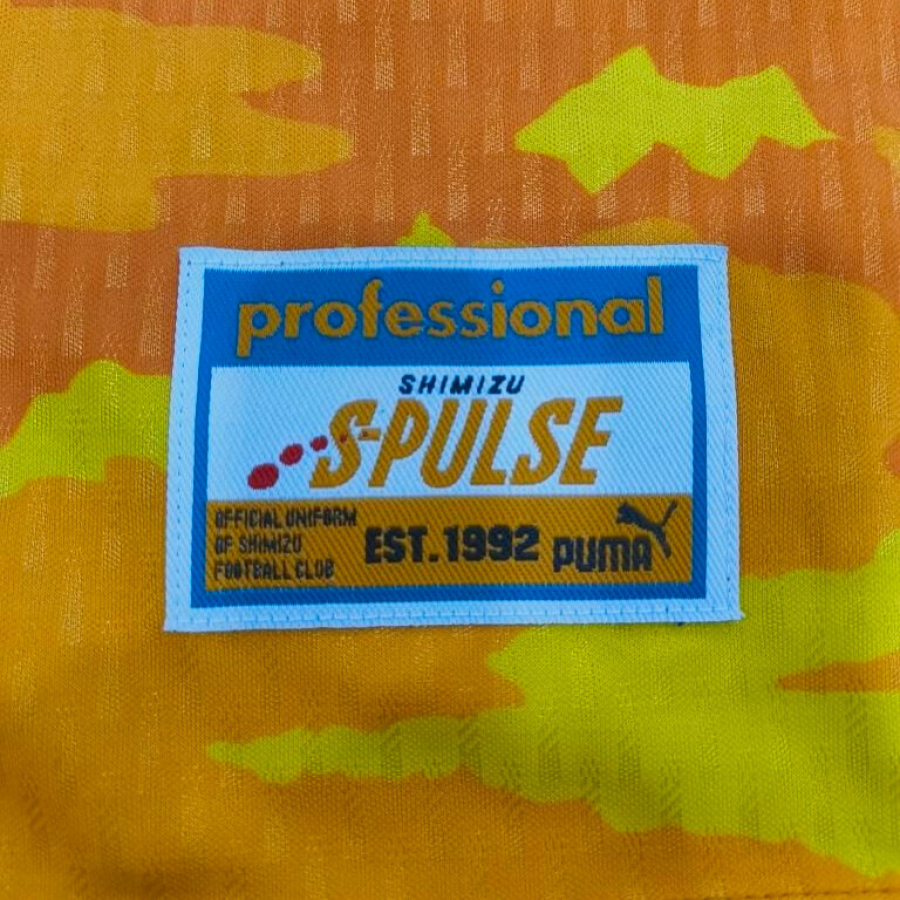 professional
SHIMIZU
S-PULSE
OFFICIAL UNIFORM
OF SHIMIZU
FOOTBALL CLUB
EST.1992
PUMA